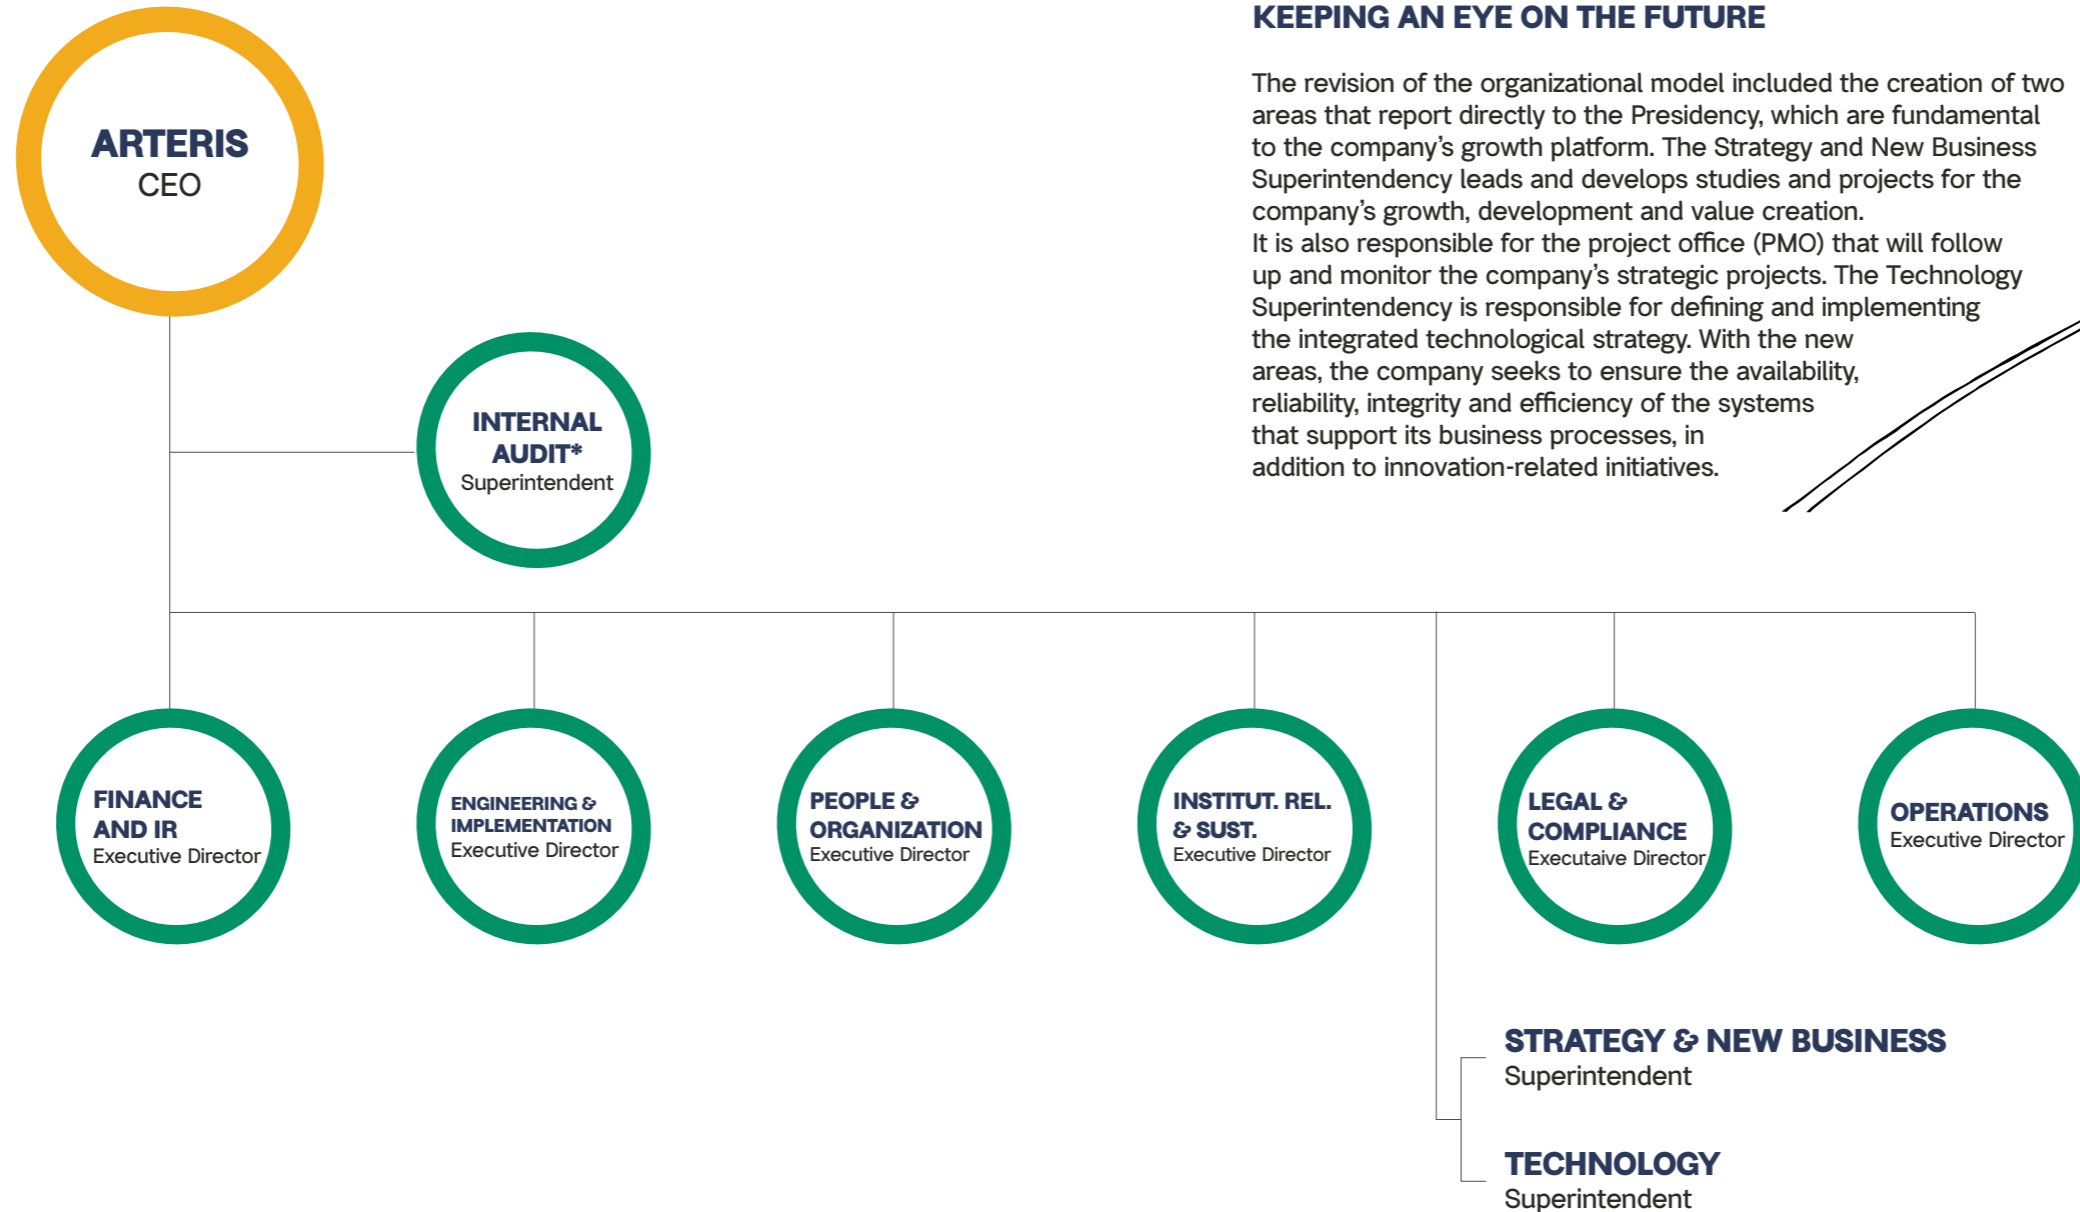 KEEPING AN EYE ON THE FUTURE
The revision of the organizational model included the creation of two
areas that report directly to the Presidency, which are fundamental
to the company's growth platform. The Strategy and New Business
Superintendency leads and develops studies and projects for the
company's growth, development and value creation.
It is also responsible for the project office (PMO) that will follow
up and monitor the company's strategic projects. The Technology
Superintendency is responsible for defining and implementing
the integrated technological strategy. With the new
areas, the company seeks to ensure the availability,
reliability, integrity and efficiency of the systems
that support its business processes, in
addition to innovation-related initiatives.
ARTERIS
CEO
INTERNAL
AUDIT*
Superintendent
FINANCE
AND IR
Executive Director
ENGINEERING &
IMPLEMENTATION
Executive Director
PEOPLE &
ORGANIZATION
Executive Director
INSTITUT. REL.
& SUST.
Executive Director
LEGAL &
COMPLIANCE
Executaive Director
OPERATIONS
Executive Director
STRATEGY & NEW BUSINESS
Superintendent
TECHNOLOGY
Superintendent